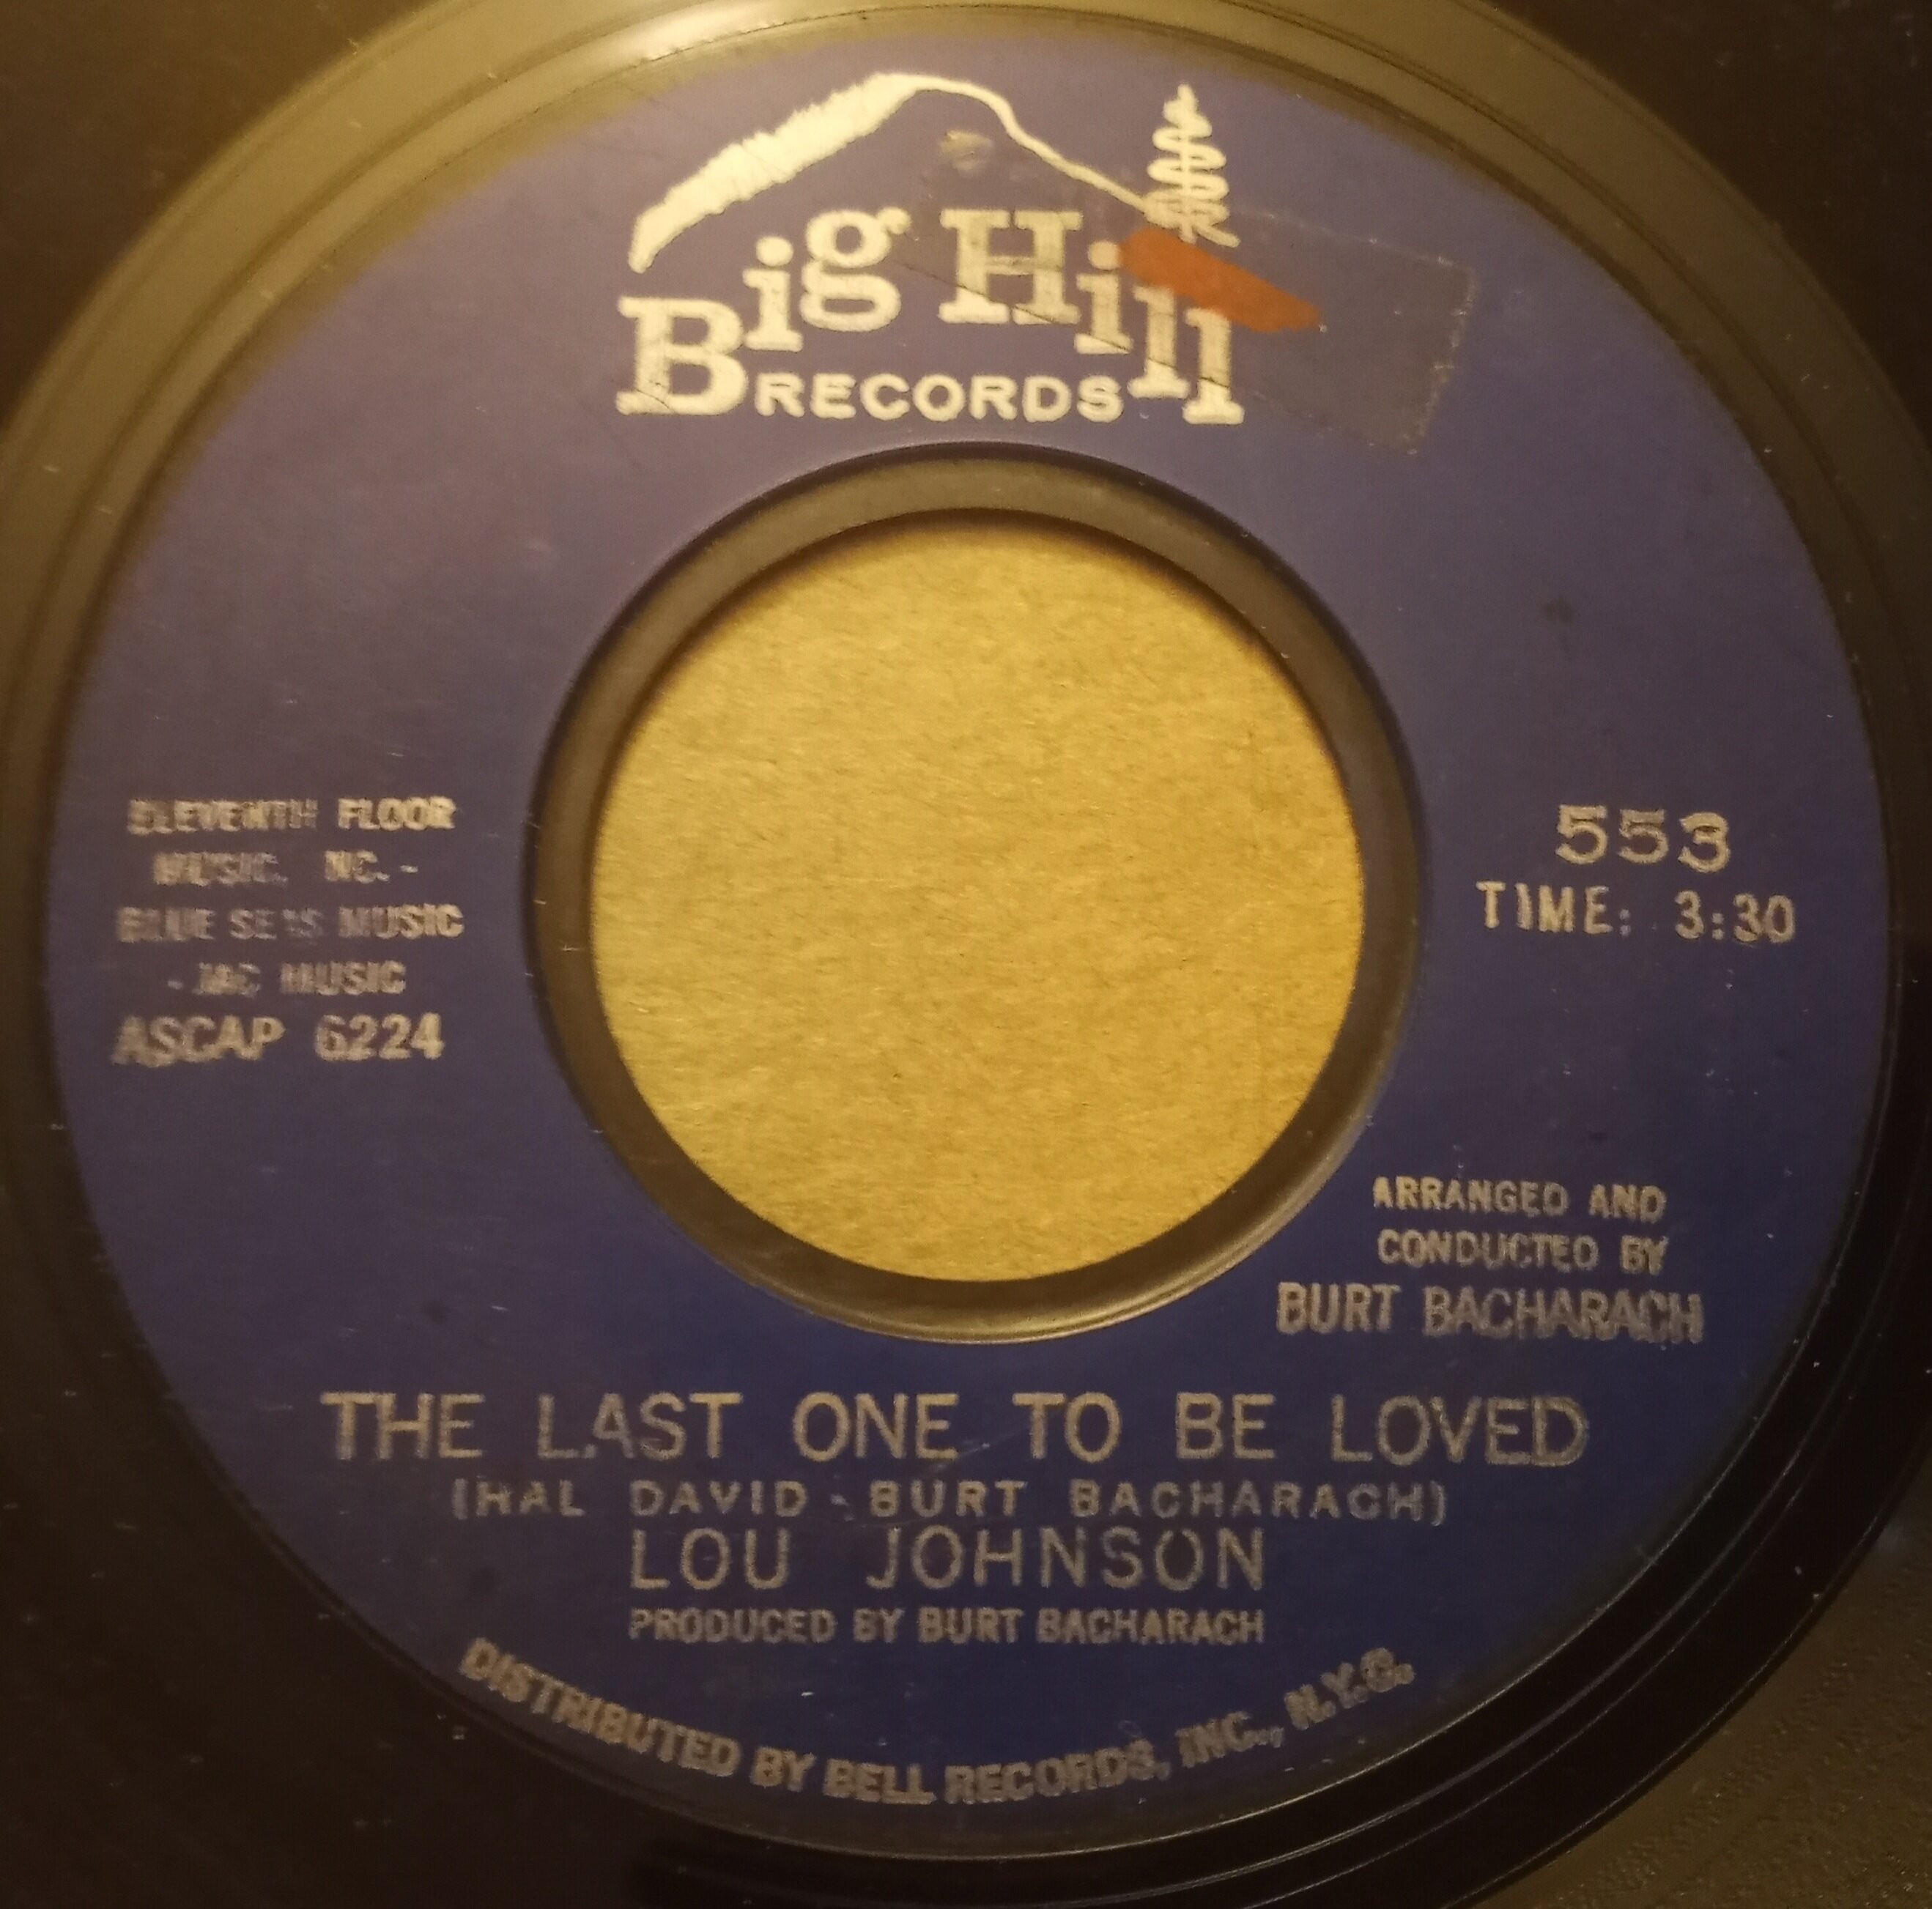 Big Hill
RECORDS
ELEVENTH FLOOR
MUSIC, INC. -
BLUE SEAS MUSIC
- JAC MUSIC
ASCAP 6224
553
TIME: 3:30
ARRANGED AND
CONDUCTED BY
BURT BACHARACH
THE LAST ONE TO BE LOVED
(HAL DAVID - BURT BACHARACH)
LOU JOHNSON
PRODUCED BY BURT BACHARACH
DISTRIBUTED BY BELL RECORDS, INC., N.Y.C.